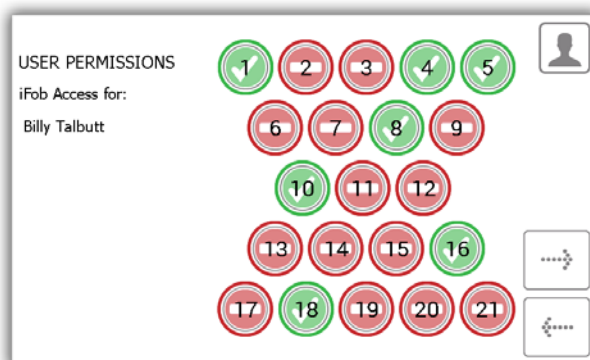 USER PERMISSIONS
iFob Access for:
Billy Talbutt
1 2 3 4 5
6 7 8 9
10 11 12
13 14 15 16
17 18 19 20 21